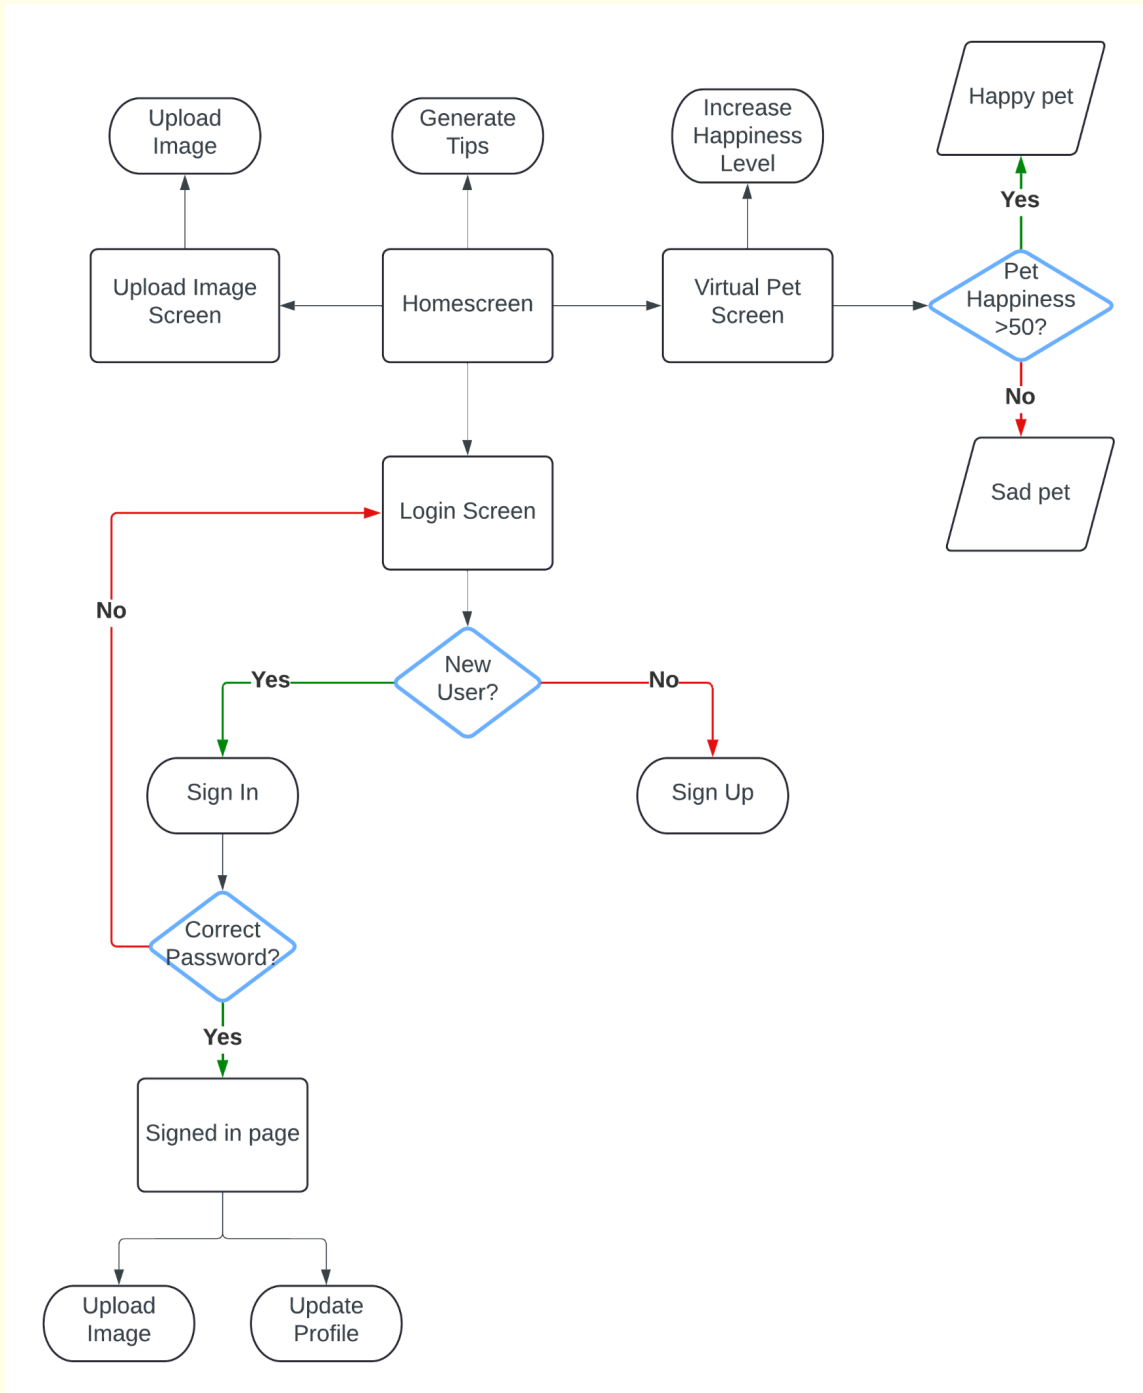 Happy pet
Upload
Image
Generate
Tips
Increase
Happiness
Level
Yes
Upload Image
Screen
Homescreen
Virtual Pet
Screen
Pet
Happiness
>50?
No
Sad pet
Login Screen
No
New
User?
Yes
No
Sign In
Sign Up
Correct
Password?
Yes
Signed in page
Upload
Image
Update
Profile